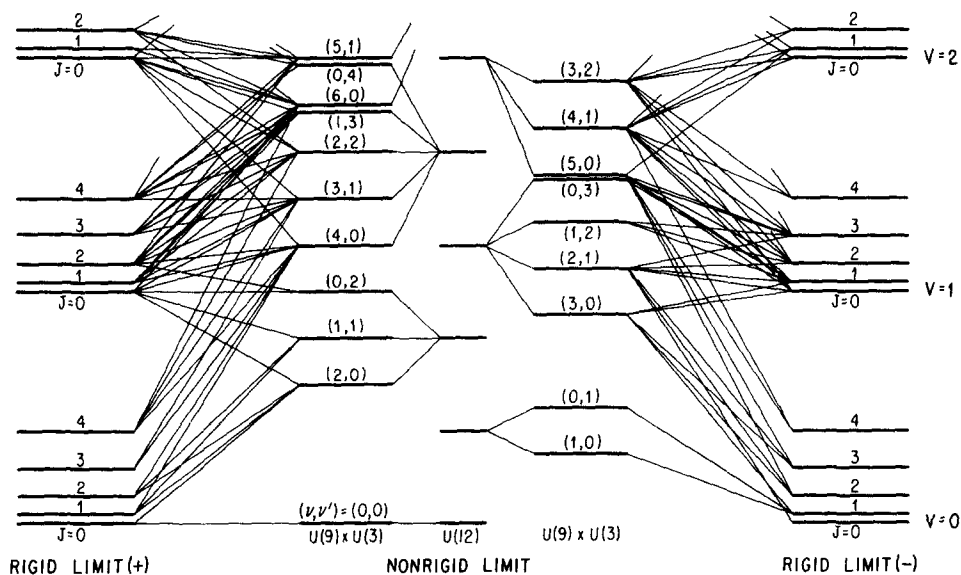 2
1
J=0
4
3
2
1
J=0
4
3
2
1
J=0
(5,1)
(0,4)
(6,0)
(1,3)
(2,2)
(3,1)
(4,0)
(0,2)
(1,1)
(2,0)
(ν,ν')=(0,0)
U(9)xU(3)
U(12)
(3,2)
(4,1)
(5,0)
(0,3)
(1,2)
(2,1)
(3,0)
(0,1)
(1,0)
U(9)xU(3)
2
1
J=0
V=2
4
3
2
1
J=0
V=1
4
3
2
1
J=0
V=0
RIGID LIMIT(+)
NONRIGID LIMIT
RIGID LIMIT(-)